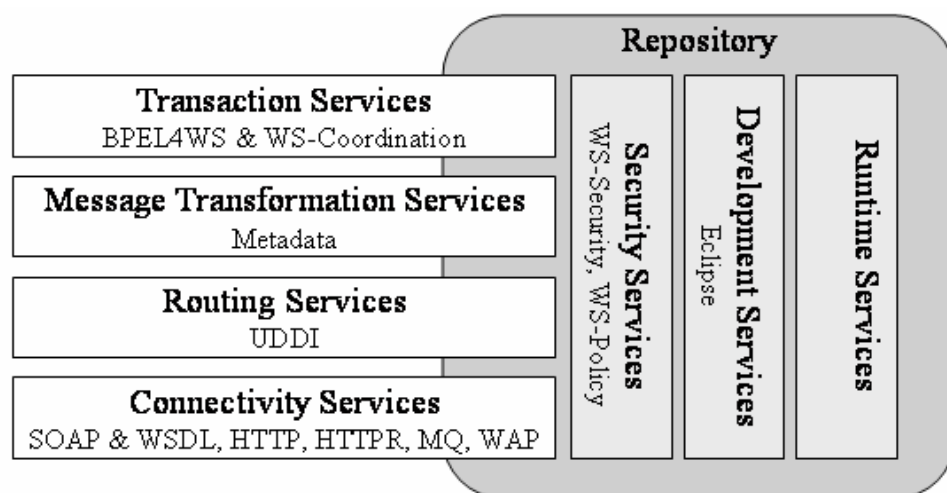 Repository
Transaction Services
BPEL4WS & WS-Coordination
Message Transformation Services
Metadata
Routing Services
UDDI
Connectivity Services
SOAP & WSDL, HTTP, HTTPR, MQ, WAP
Security Services
WS-Security, WS-Policy
Development Services
Eclipse
Runtime Services